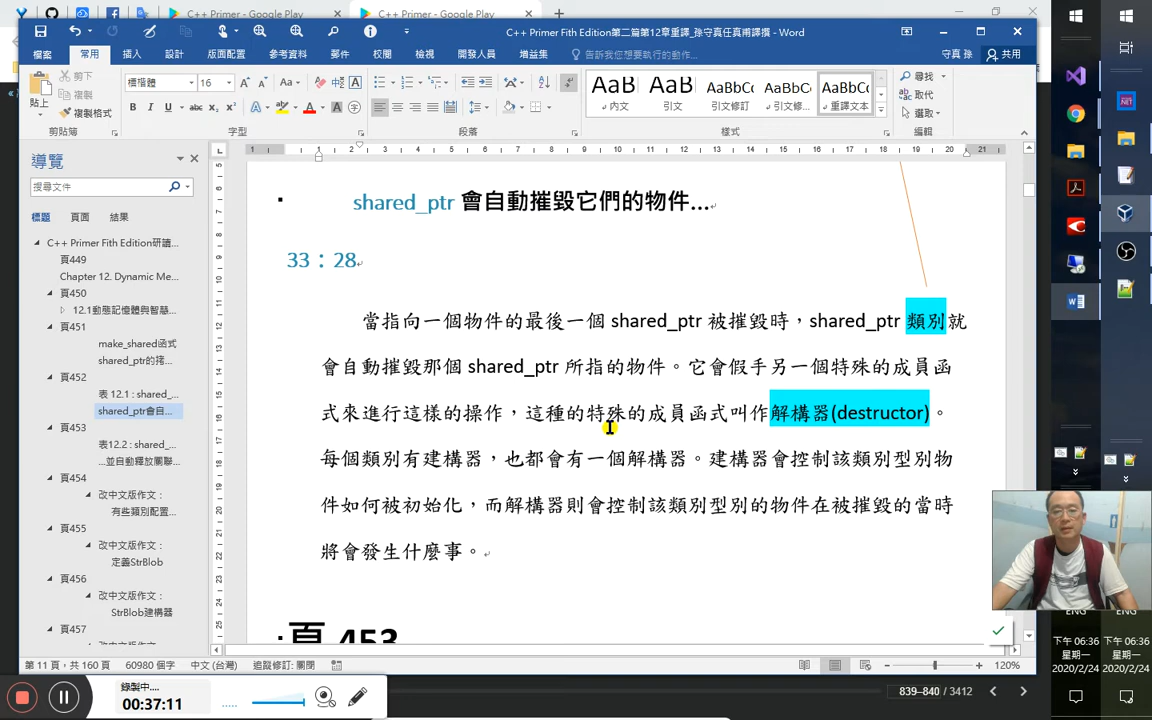 C++ Primer - Google Play
C++ Primer - Google Play
C++ Primer Fifth Edition第二篇第12章重譯_孫守真任真甫譯撰 - Word
檔案 常用 插入 設計 版面配置 參考資料 郵件 校閱 檢視 開發人員 增益集 告訴我您想要執行的動作... 守真 孫 共用
貼上
剪下
複製
複製格式
剪貼簿
標楷體 16
字型
段落
AaB AaB AaBbCc AaBbCc AaBbCc
內文 引文 引文修訂 引文修... 重譯文本
樣式
尋找
取代
選取
編輯
導覽
搜尋文件
標題 頁面 結果
C++ Primer Fith Edition研讀...
頁449
Chapter 12. Dynamic Me...
頁450
12.1動態記憶體與智慧...
頁451
make_shared函式
shared_ptr的拷...
頁452
表 12.1 : shared_...
shared_ptr會自...
頁453
表12.2 : shared_...
...並自動釋放關聯...
頁454
改中文版作文：
有些類別配置...
頁455
改中文版作文：
定義StrBlob
頁456
改中文版作文：
StrBlob建構器
頁457
shared_ptr 會自動摧毀它們的物件...
33：28
當指向一個物件的最後一個 shared_ptr 被摧毀時，shared_ptr 類別就
會自動摧毀那個 shared_ptr 所指的物件。它會假手另一個特殊的成員函
式來進行這樣的操作，這種的特殊的成員函式叫作解構器(destructor)。
每個類別有建構器，也都會有一個解構器。建構器會控制該類別型別物
件如何被初始化，而解構器則會控制該類別型別的物件在被摧毀的當時
將會發生什麼事。
頁 453
第 11 頁，共 160 頁 60980 個字 中文 (台灣) 追蹤修訂: 關閉 120%
錄製中....
00:37:11
839–840 / 3412
ENG ENG
下午 06:36 下午 06:36
星期一 星期一
2020/2/24 2020/2/24